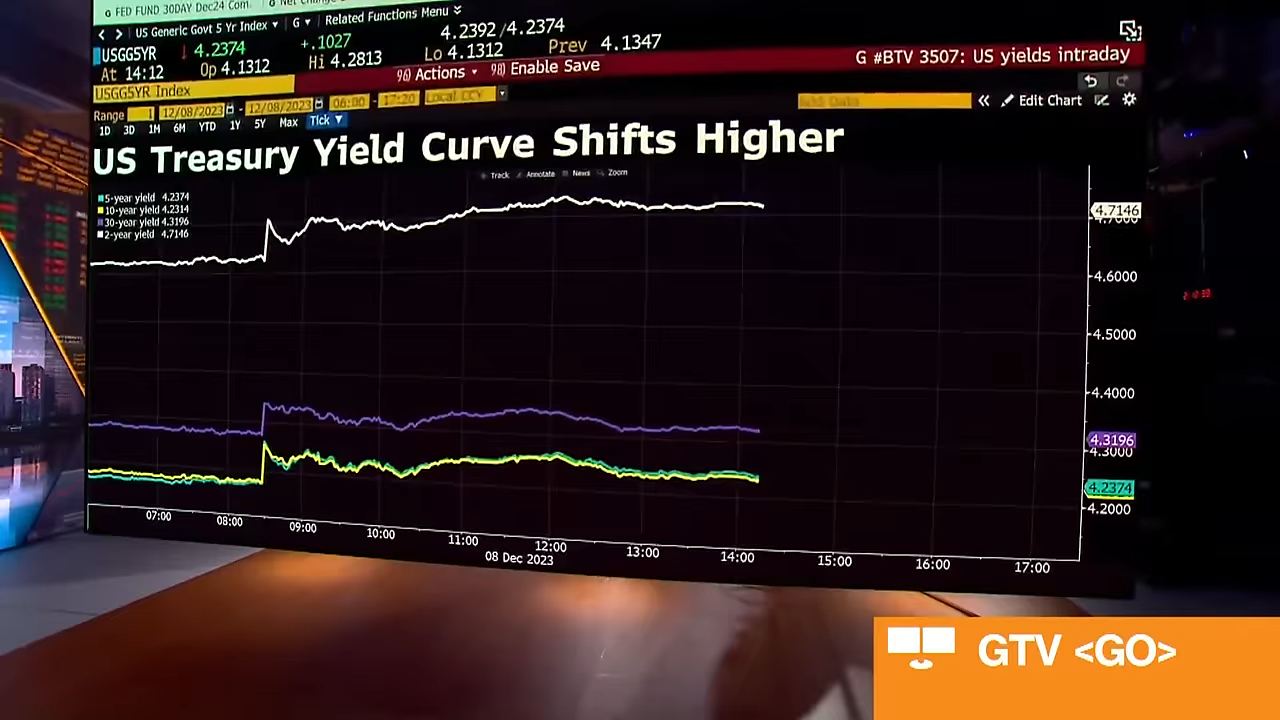 FED FUND 30DAY Dec24 Com
US Generic Govt 5 Yr Index G Related Functions Menu
USGG5YR 4.2374 +.1027 4.2392 / 4.2374
At 14:12 Op 4.1312 Hi 4.2813 Lo 4.1312 Prev 4.1347
96) Actions 98) Enable Save G #BTV 3507: US yields intraday
USGG5YR Index
Range 12/08/2023 - 12/08/2023 06:00 - 17:20 Local CCY Add Data « Edit Chart
1D 3D 1M 6M YTD 1Y 5Y Max Tick
US Treasury Yield Curve Shifts Higher
Track Annotate News Zoom
5-year yield 4.2374
10-year yield 4.2314
30-year yield 4.3196
2-year yield 4.7146
4.7146
4.7000
4.6000
4.5000
4.4000
4.3196
4.3000
4.2374
4.2000
07:00 08:00 09:00 10:00 11:00 12:00 13:00 14:00 15:00 16:00 17:00
08 Dec 2023
GTV <GO>